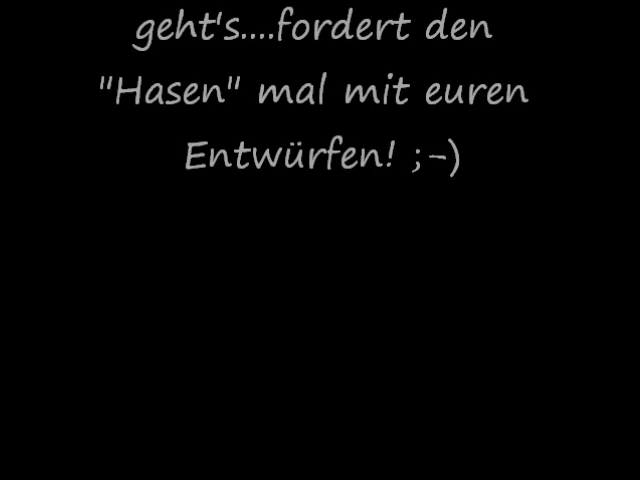 geht's....fordert den
"Hasen" mal mit euren
Entwürfen! ;-)